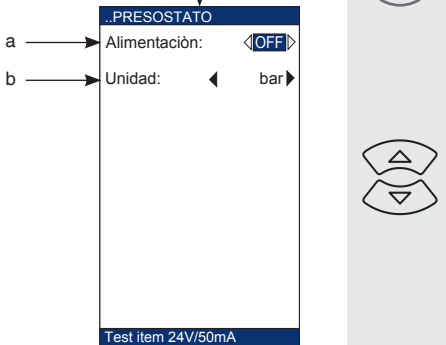 ..PRESOSTATO
a Alimentaciòn: OFF
b Unidad: bar
Test item 24V/50mA